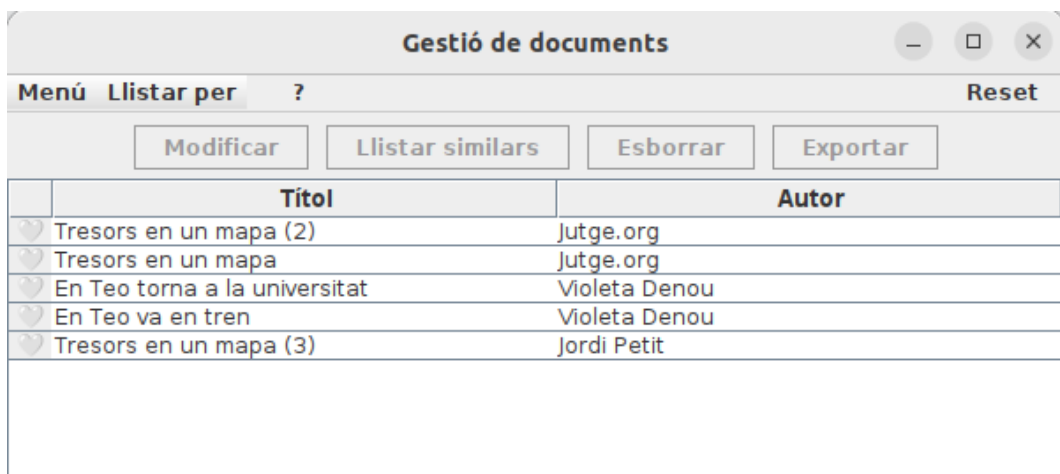 Gestió de documents
Menú Llistar per ? Reset
Modificar Llistar similars Esborrar Exportar
Títol Autor
Tresors en un mapa (2) Jutge.org
Tresors en un mapa Jutge.org
En Teo torna a la universitat Violeta Denou
En Teo va en tren Violeta Denou
Tresors en un mapa (3) Jordi Petit